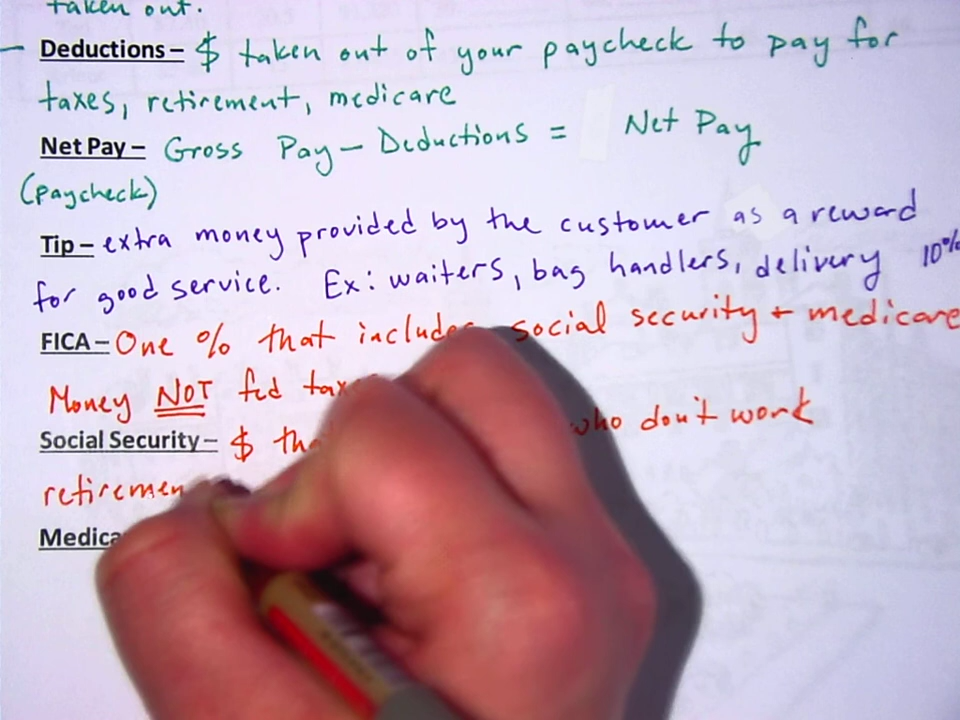 taken out.
Deductions – $ taken out of your paycheck to pay for
taxes, retirement, medicare
Net Pay – Gross Pay – Deductions = Net Pay
(paycheck)
Tip – extra money provided by the customer as a reward
for good service. Ex: waiters, bag handlers, delivery 10%
FICA – One % that includes social security + medicare
Money NOT fed
Social Security – $ who don't work